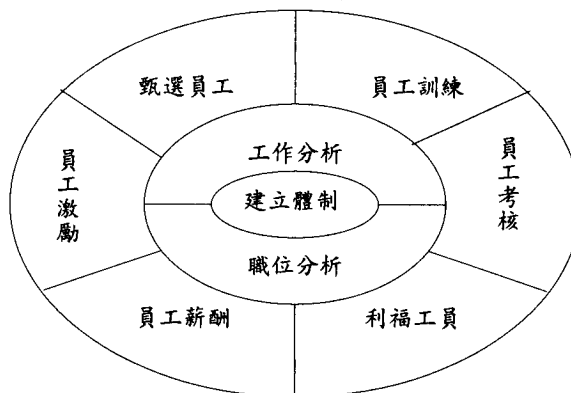 甄選員工
員工訓練
員工激勵
工作分析
員工考核
建立體制
職位分析
員工薪酬
利福工員